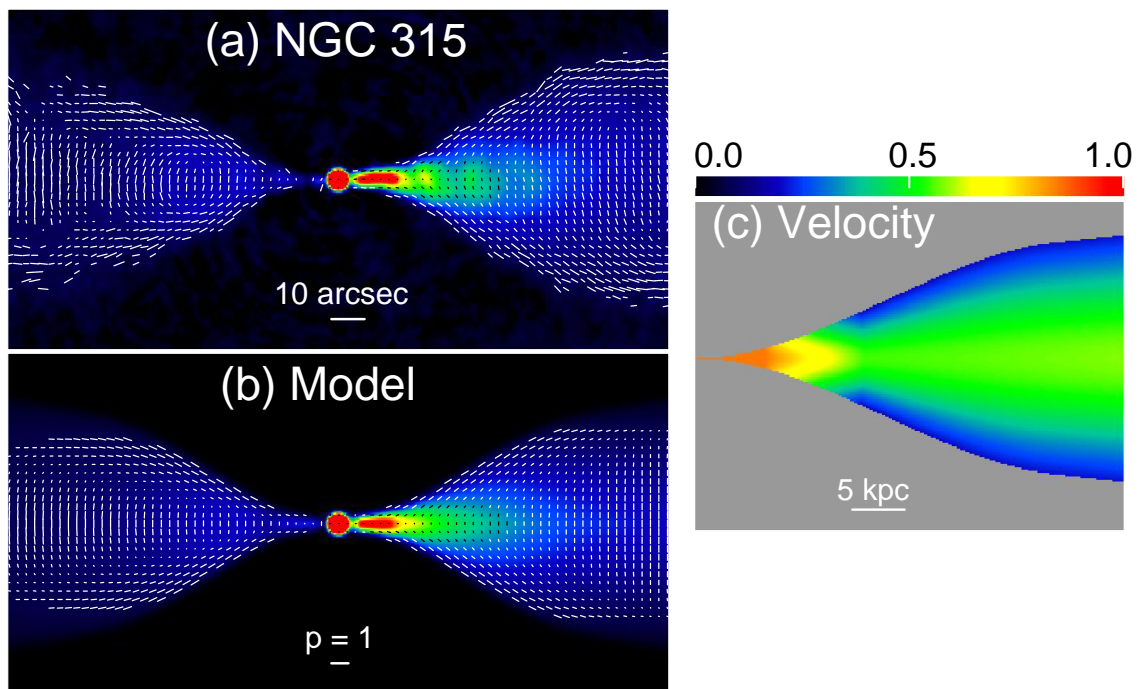 (a) NGC 315
10 arcsec
(b) Model
p = 1
0.0 0.5 1.0
(c) Velocity
5 kpc